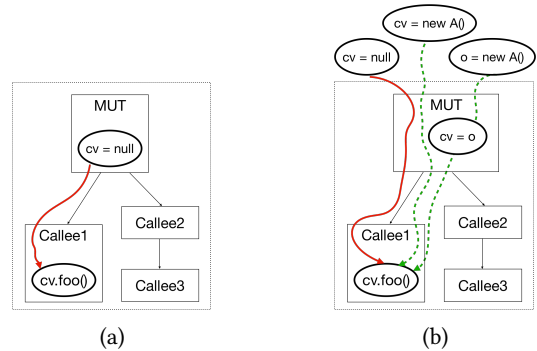 MUT
cv = null
Callee1
Callee2
cv.foo()
Callee3
(a)
cv = new A()
cv = null
o = new A()
MUT
cv = o
Callee1
Callee2
cv.foo()
Callee3
(b)